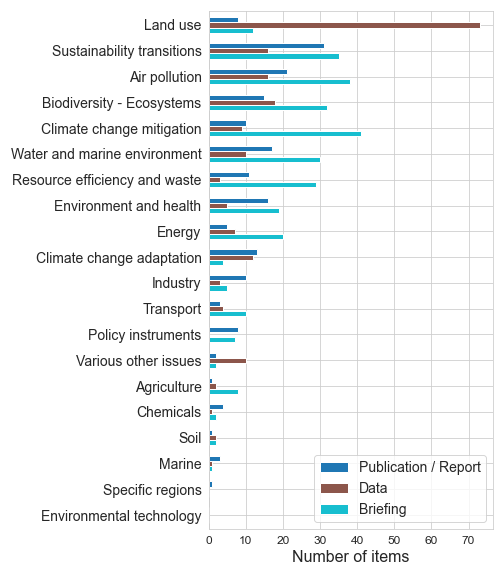 Land use
Sustainability transitions
Air pollution
Biodiversity - Ecosystems
Climate change mitigation
Water and marine environment
Resource efficiency and waste
Environment and health
Energy
Climate change adaptation
Industry
Transport
Policy instruments
Various other issues
Agriculture
Chemicals
Soil
Marine
Specific regions
Environmental technology
Publication / Report
Data
Briefing
0 10 20 30 40 50 60 70
Number of items